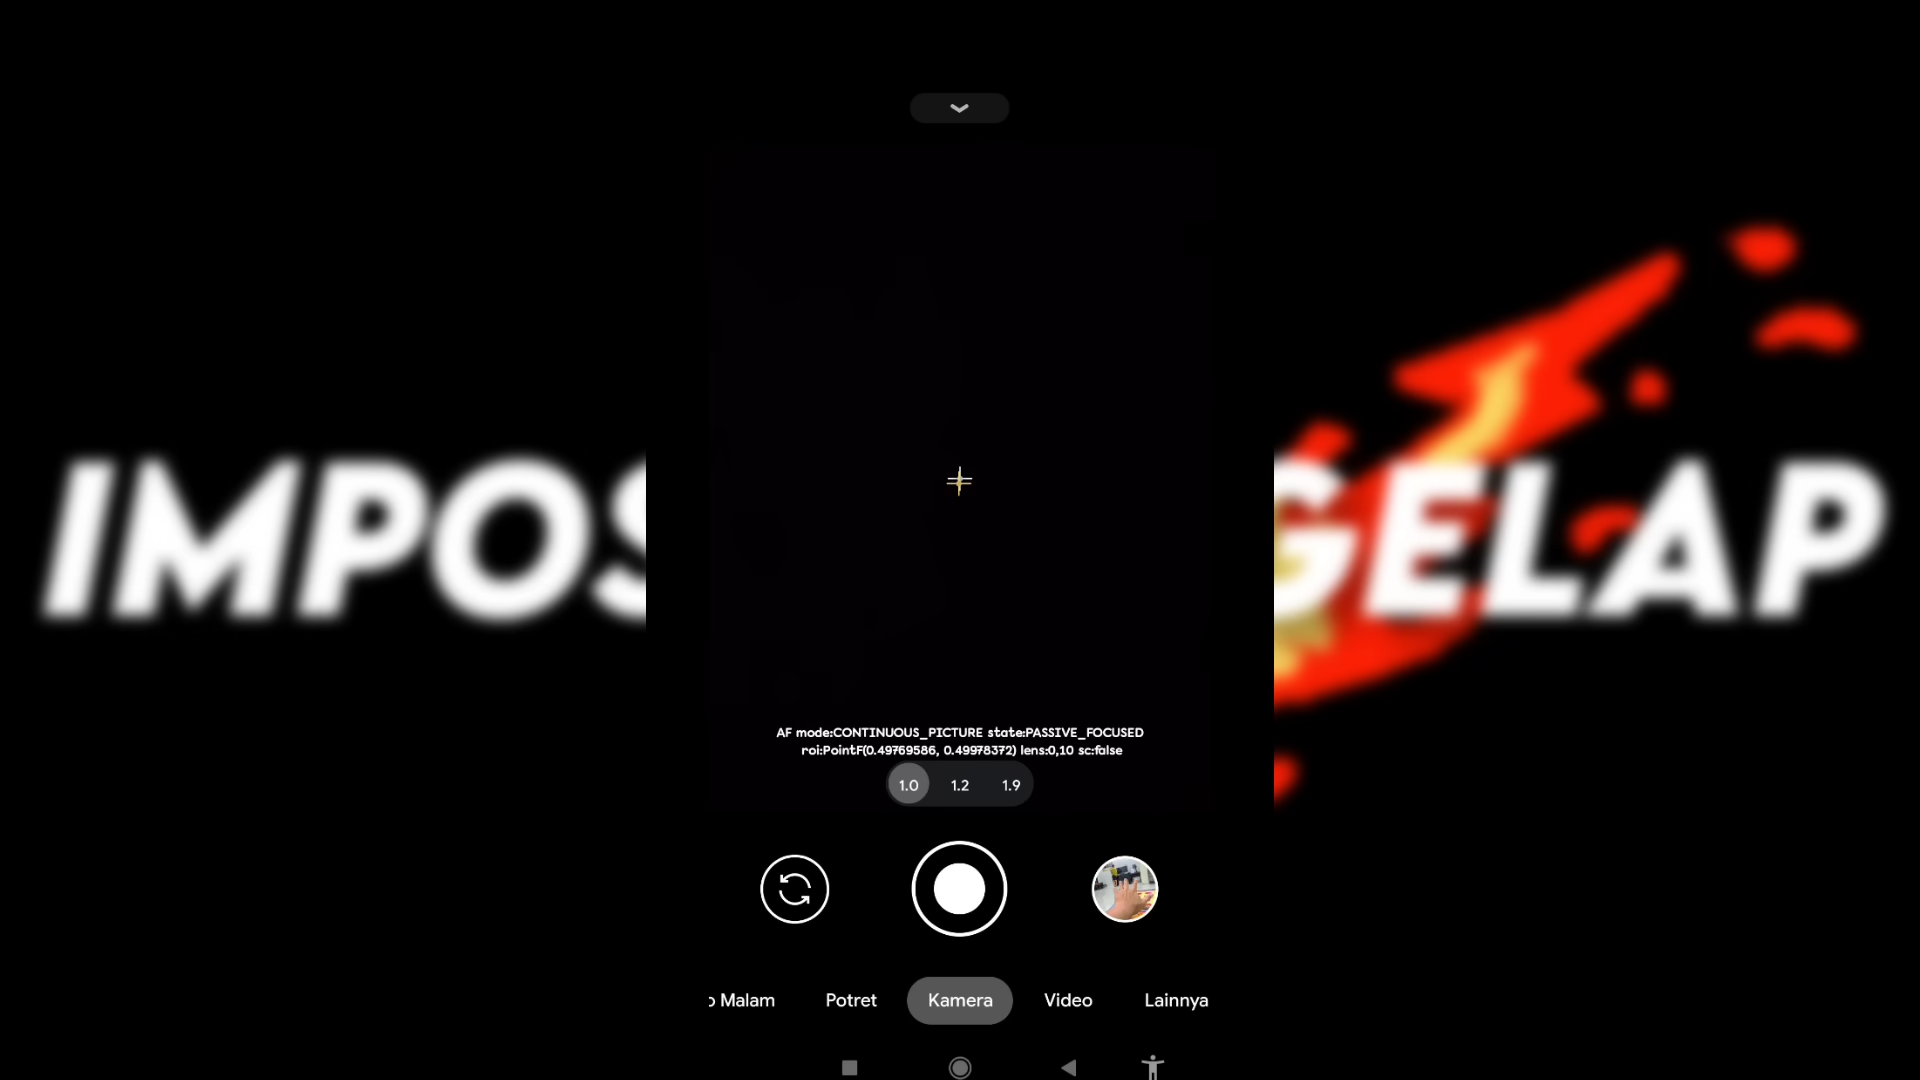 IMPOS
GELAP
AF mode:CONTINUOUS_PICTURE state:PASSIVE_FOCUSED
roi:PointF(0.49769586, 0.49978372) lens:0,10 sc:false
1.0 1.2 1.9
o Malam Potret Kamera Video Lainnya